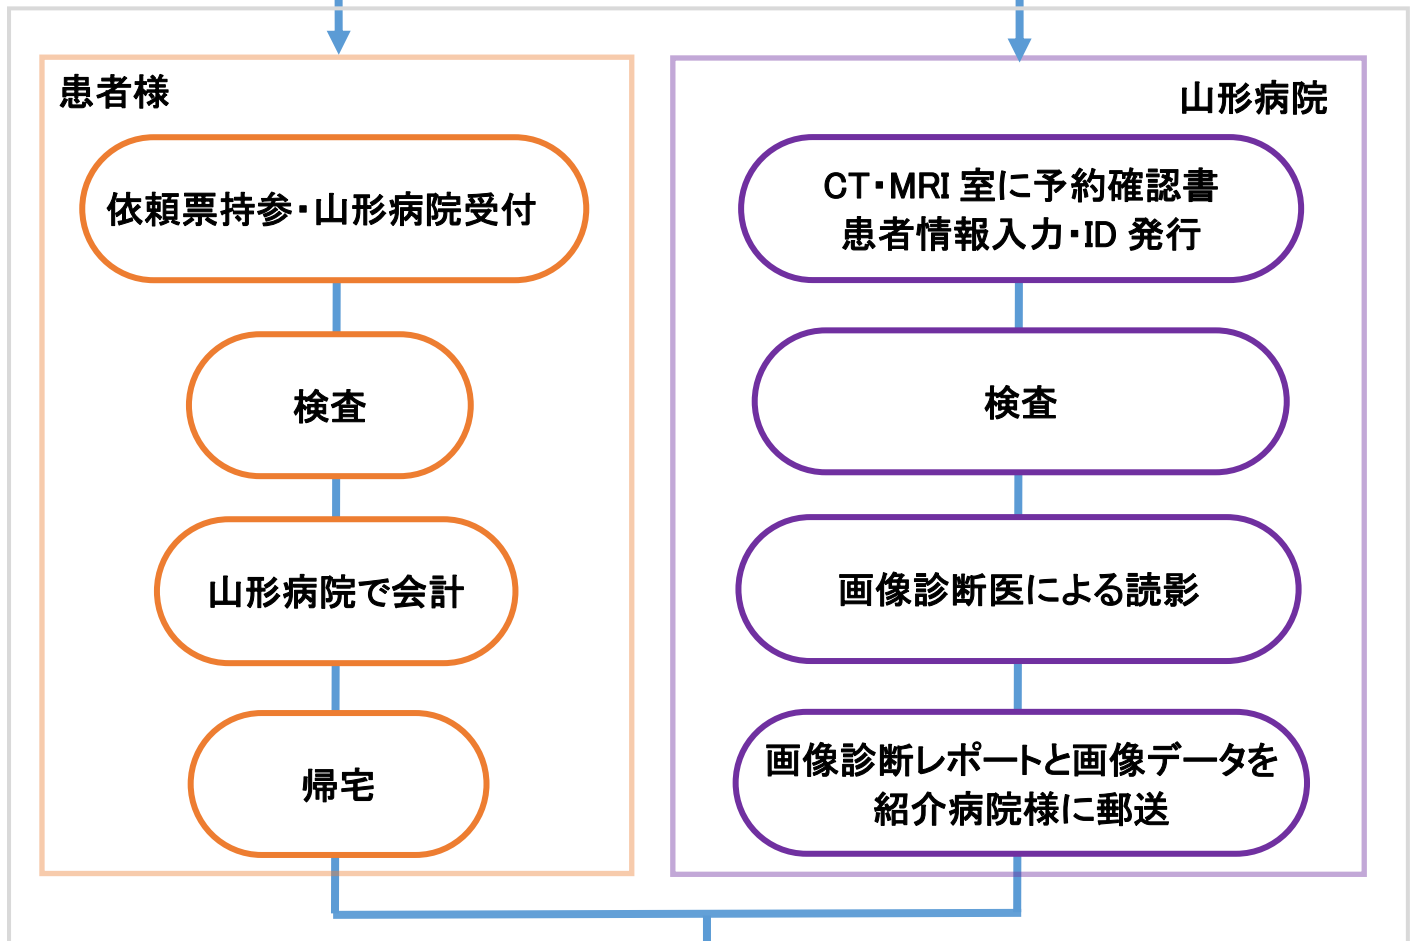 患者様
依頼票持参・山形病院受付
検査
山形病院で会計
帰宅
山形病院
CT・MRI 室に予約確認書
患者情報入力・ID 発行
検査
画像診断医による読影
画像診断レポートと画像データを
紹介病院様に郵送